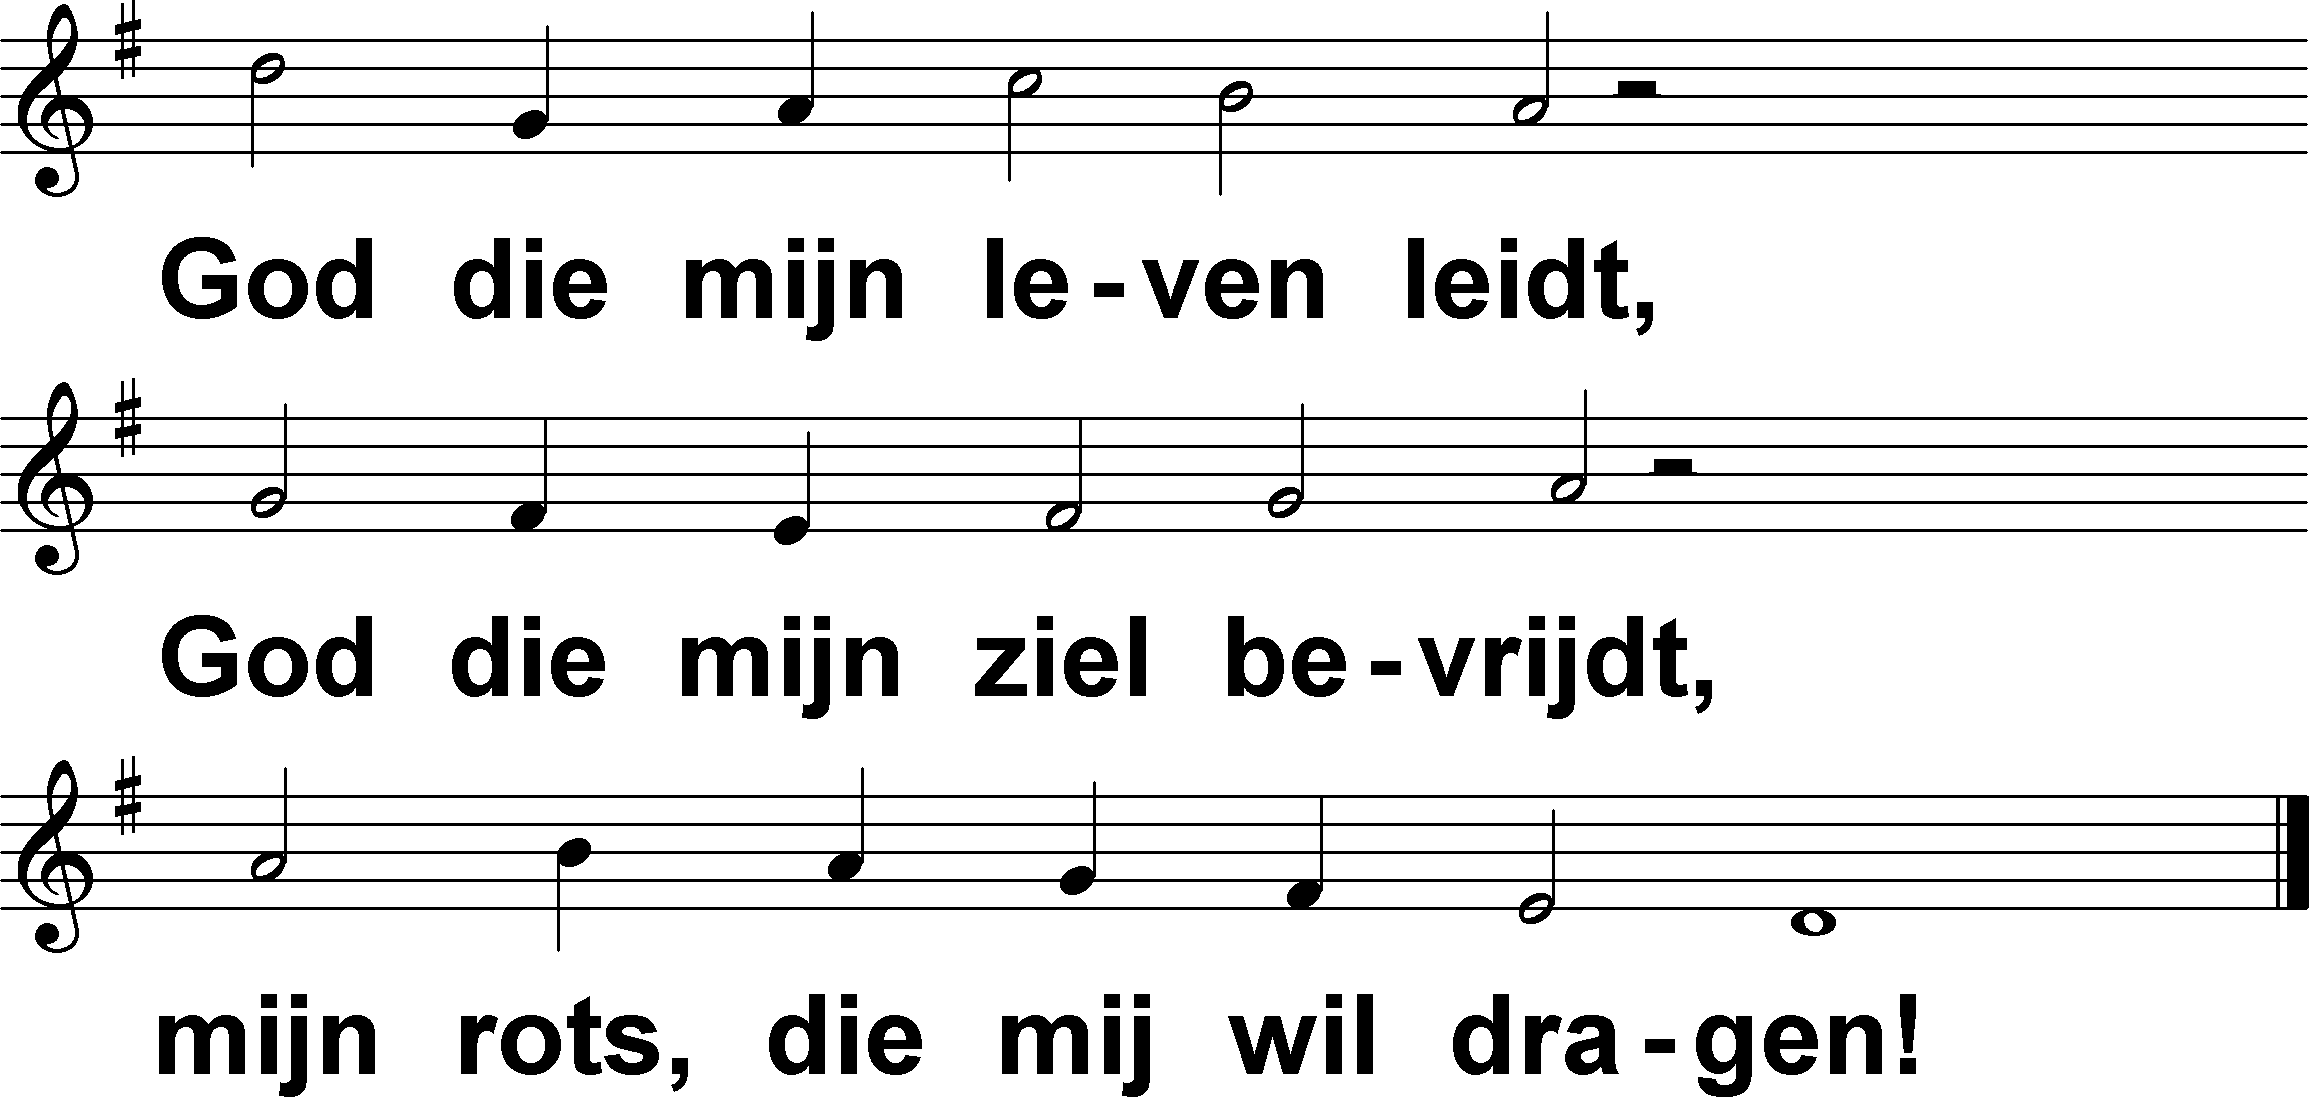 God die mijn le-ven leidt,
God die mijn ziel be-vrijdt,
mijn rots, die mij wil dra-gen!